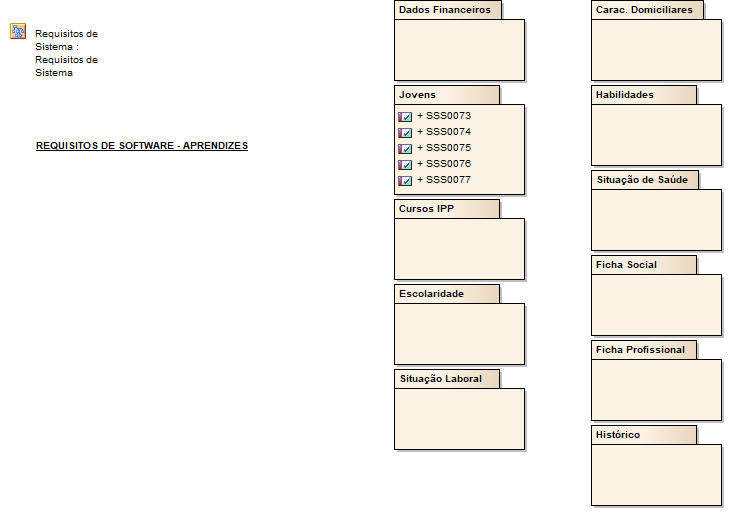 Requisitos de
Sistema :
Requisitos de
Sistema
REQUISITOS DE SOFTWARE - APRENDIZES
Dados Financeiros
Jovens
+ SSS0073
+ SSS0074
+ SSS0075
+ SSS0076
+ SSS0077
Cursos IPP
Escolaridade
Situação Laboral
Carac. Domiciliares
Habilidades
Situação de Saúde
Ficha Social
Ficha Profissional
Histórico